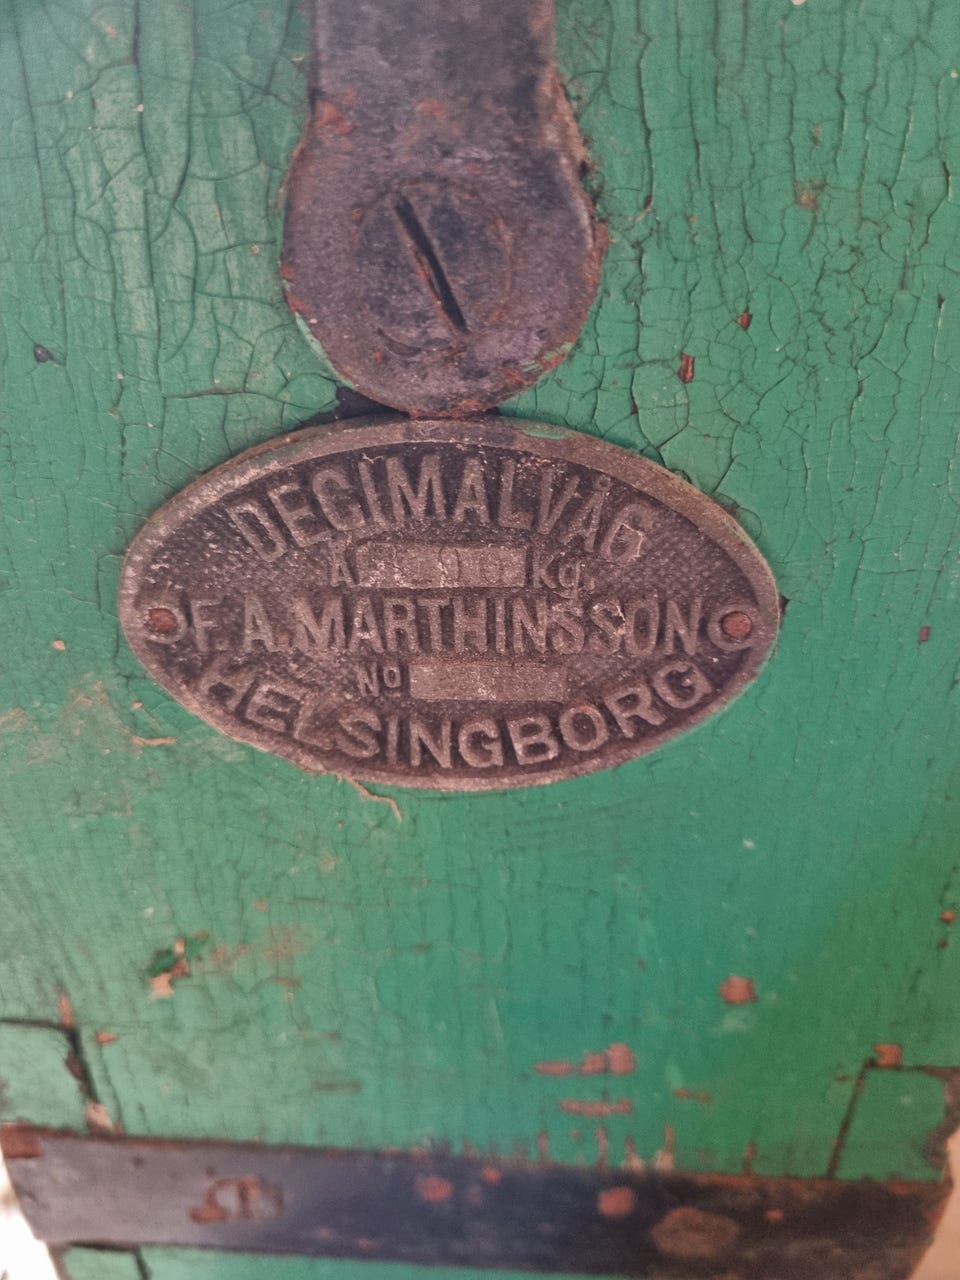 DECIMALVÅG
Å kg.
F. A. MARTHINSSON
No
HELSINGBORG